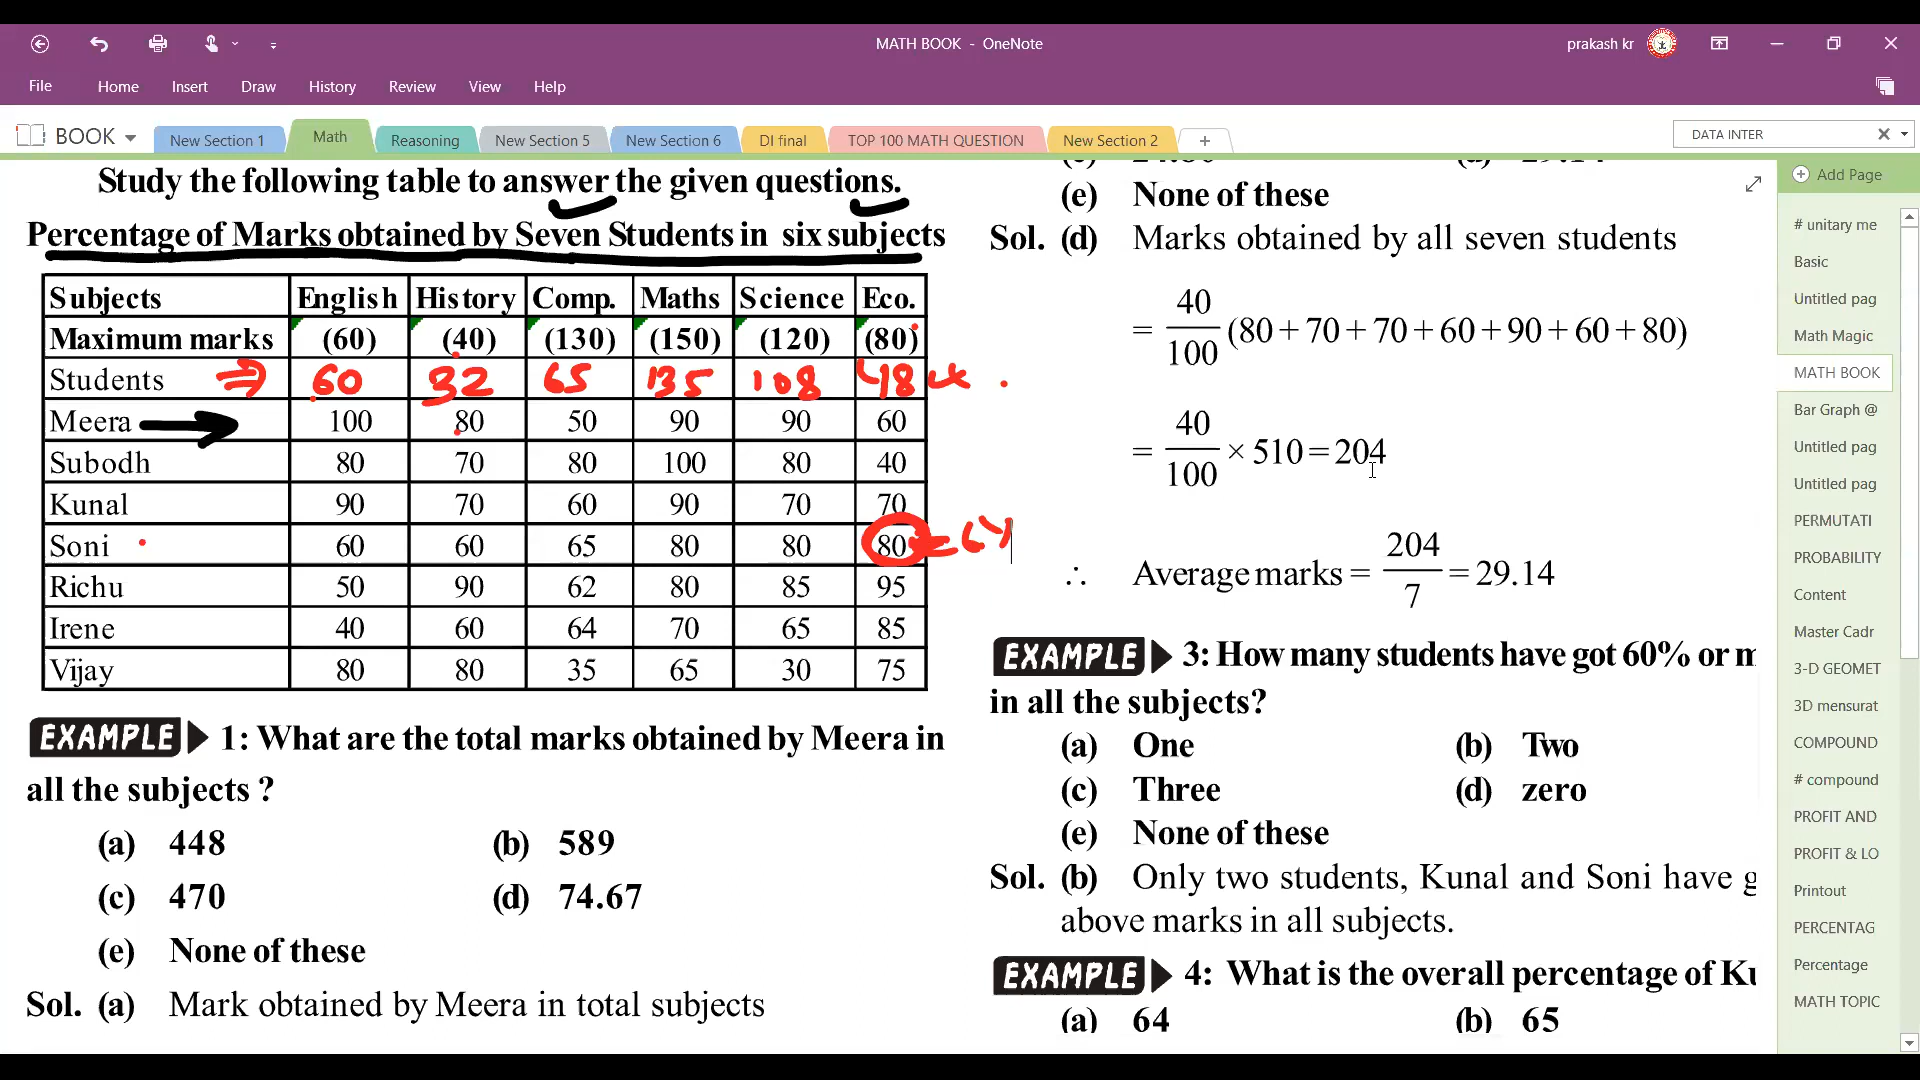 MATH BOOK - OneNote
prakash kr
File Home Insert Draw History Review View Help
BOOK New Section 1 Math Reasoning New Section 5 New Section 6 DI final TOP 100 MATH QUESTION New Section 2 +
DATA INTER
Study the following table to answer the given questions.
Percentage of Marks obtained by Seven Students in six subjects
Subjects English History Comp. Maths Science Eco.
Maximum marks (60) (40) (130) (150) (120) (80)
Students ⇒ 60 32 65 135 108 48
Meera 100 80 50 90 90 60
Subodh 80 70 80 100 80 40
Kunal 90 70 60 90 70 70
Soni 60 60 65 80 80 80 = 64
Richu 50 90 62 80 85 95
Irene 40 60 64 70 65 85
Vijay 80 80 35 65 30 75
EXAMPLE 1: What are the total marks obtained by Meera in
all the subjects ?
(a) 448 (b) 589
(c) 470 (d) 74.67
(e) None of these
Sol. (a) Mark obtained by Meera in total subjects
(e) None of these
Sol. (d) Marks obtained by all seven students
= 40/100 (80 + 70 + 70 + 60 + 90 + 60 + 80)
= 40/100 × 510 = 204
∴ Average marks = 204/7 = 29.14
EXAMPLE 3: How many students have got 60% or m
in all the subjects?
(a) One (b) Two
(c) Three (d) zero
(e) None of these
Sol. (b) Only two students, Kunal and Soni have g
above marks in all subjects.
EXAMPLE 4: What is the overall percentage of Ku
(a) 64 (b) 65
Add Page
# unitary me
Basic
Untitled pag
Math Magic
MATH BOOK
Bar Graph @
Untitled pag
Untitled pag
PERMUTATI
PROBABILITY
Content
Master Cadr
3-D GEOMET
3D mensurat
COMPOUND
# compound
PROFIT AND
PROFIT & LO
Printout
PERCENTAG
Percentage
MATH TOPIC